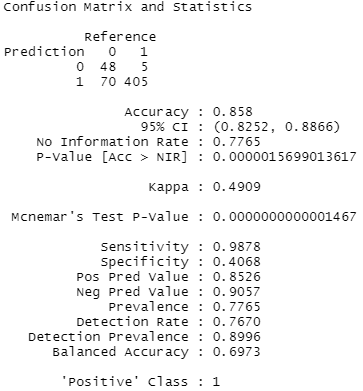 Confusion Matrix and Statistics
Reference
Prediction 0 1
0 48 5
1 70 405
Accuracy : 0.858
95% CI : (0.8252, 0.8866)
No Information Rate : 0.7765
P-Value [Acc > NIR] : 0.0000015699013617
Kappa : 0.4909
Mcnemar's Test P-Value : 0.0000000000001467
Sensitivity : 0.9878
Specificity : 0.4068
Pos Pred Value : 0.8526
Neg Pred Value : 0.9057
Prevalence : 0.7765
Detection Rate : 0.7670
Detection Prevalence : 0.8996
Balanced Accuracy : 0.6973
'Positive' Class : 1